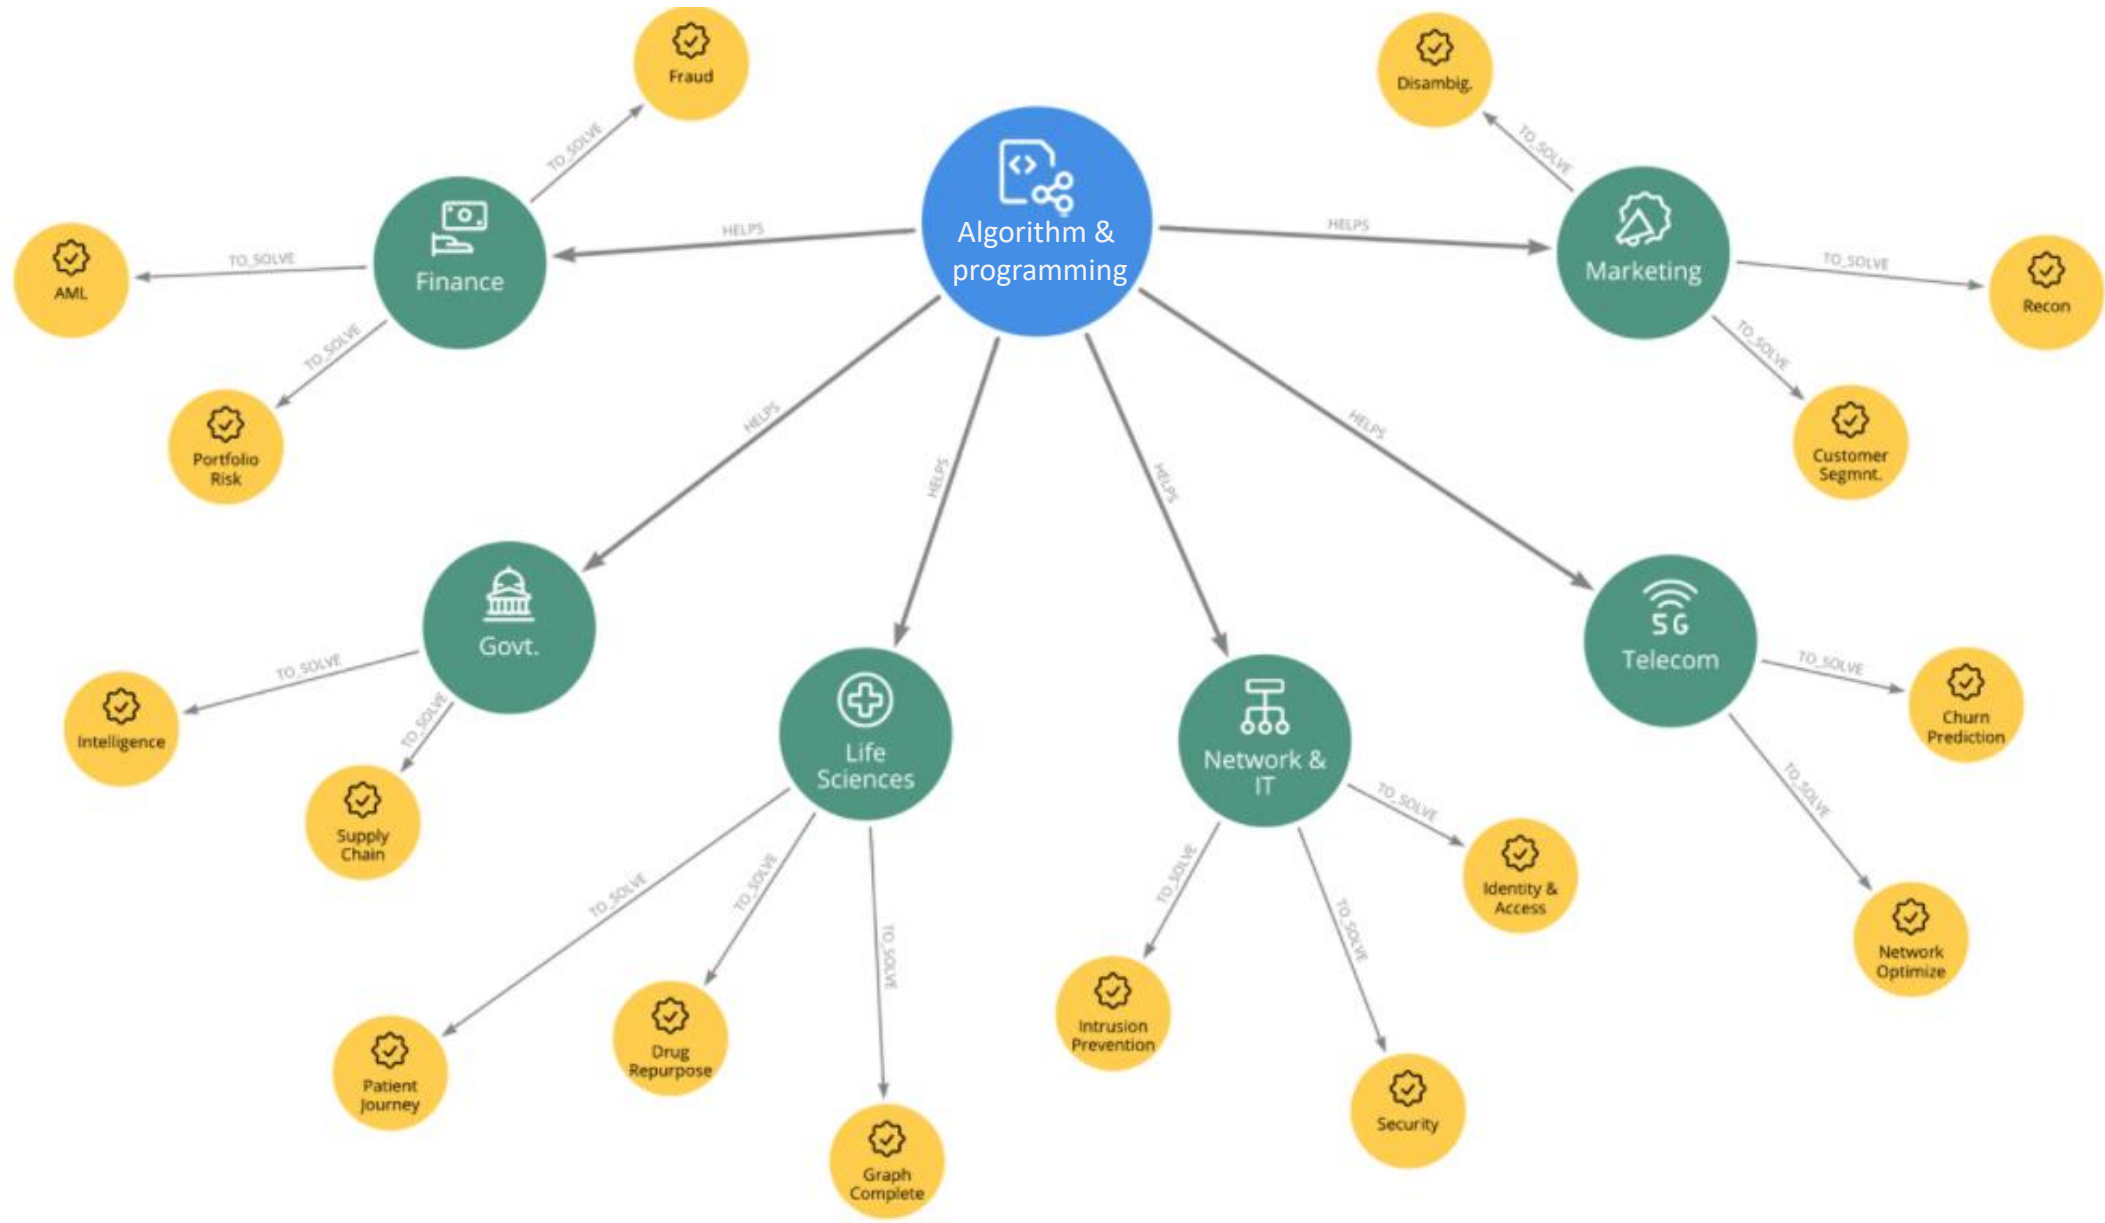 Fraud
Disambig.
TO_SOLVE
TO_SOLVE
Algorithm &
programming
HELPS
HELPS
Finance
Marketing
TO_SOLVE
AML
TO_SOLVE
Recon
TO_SOLVE
Portfolio
Risk
TO_SOLVE
Customer
Segmnt.
HELPS
HELPS
HELPS
HELPS
Govt.
5G
Telecom
TO_SOLVE
Intelligence
TO_SOLVE
Supply
Chain
Life
Sciences
Network &
IT
TO_SOLVE
Churn
Prediction
TO_SOLVE
Network
Optimize
TO_SOLVE
TO_SOLVE
TO_SOLVE
TO_SOLVE
TO_SOLVE
TO_SOLVE
Identity &
Access
Patient
Journey
Drug
Repurpose
Graph
Complete
Intrusion
Prevention
Security